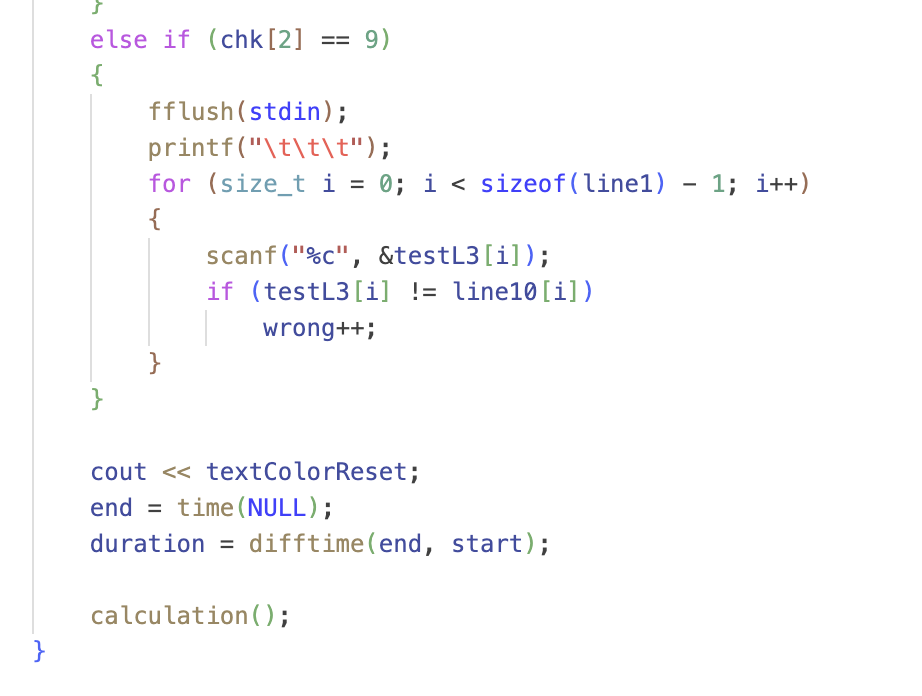 }
else if (chk[2] == 9)
{
fflush(stdin);
printf("\t\t\t");
for (size_t i = 0; i < sizeof(line1) - 1; i++)
{
scanf("%c", &testL3[i]);
if (testL3[i] != line10[i])
wrong++;
}
}
cout << textColorReset;
end = time(NULL);
duration = difftime(end, start);
calculation();
}